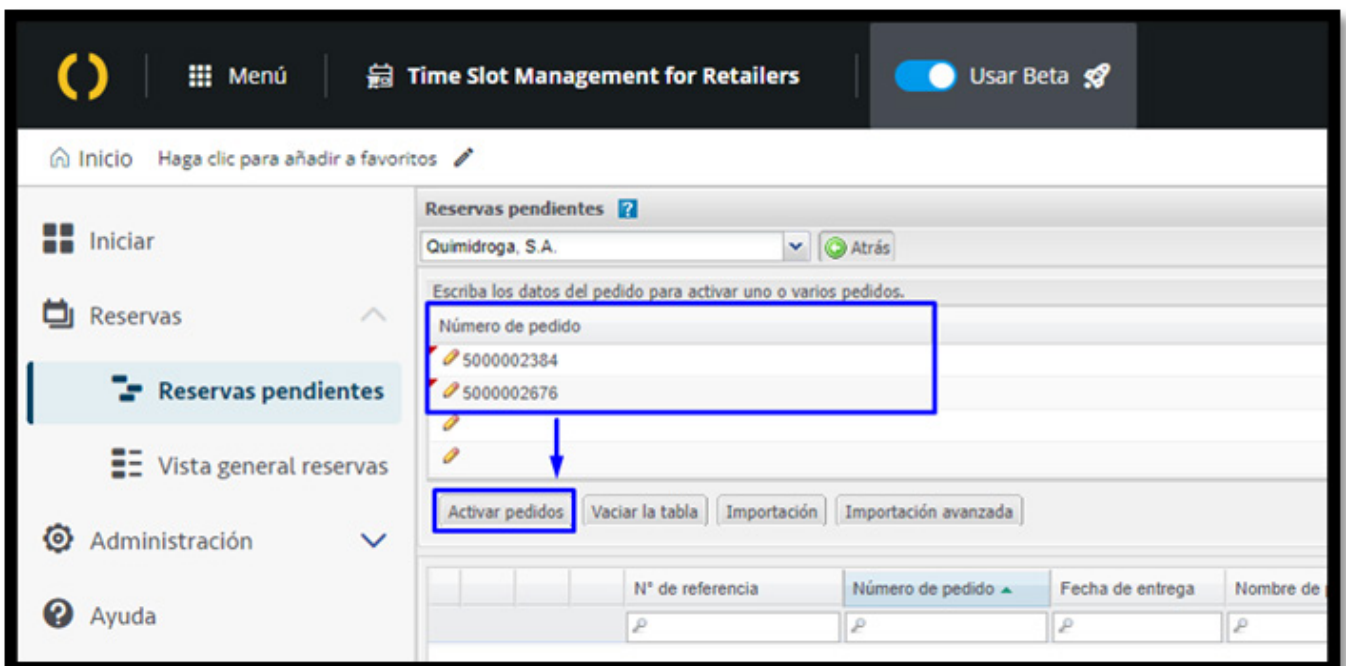 Menú
Time Slot Management for Retailers
Usar Beta
Inicio Haga clic para añadir a favoritos
Iniciar
Reservas
Reservas pendientes
Vista general reservas
Administración
Ayuda
Reservas pendientes ?
Quimidroga, S.A. Atrás
Escriba los datos del pedido para activar uno o varios pedidos.
Número de pedido
5000002384
5000002676
Activar pedidos Vaciar la tabla Importación Importación avanzada
N° de referencia Número de pedido Fecha de entrega Nombre de